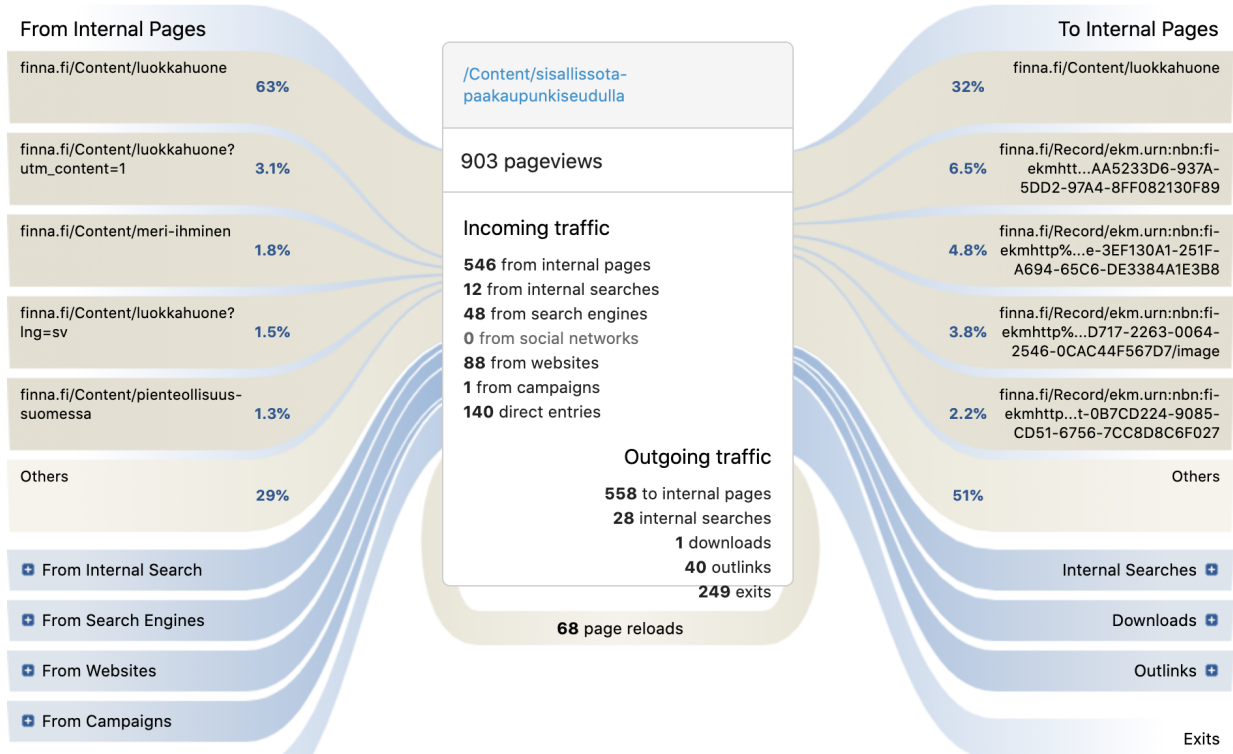 From Internal Pages
finna.fi/Content/luokkahuone
63%
finna.fi/Content/luokkahuone?
utm_content=1
3.1%
finna.fi/Content/meri-ihminen
1.8%
finna.fi/Content/luokkahuone?
lng=sv
1.5%
finna.fi/Content/pienteollisuus-
suomessa
1.3%
Others
29%
From Internal Search
From Search Engines
From Websites
From Campaigns
/Content/sisallissota-
paakaupunkiseudulla
903 pageviews
Incoming traffic
546 from internal pages
12 from internal searches
48 from search engines
0 from social networks
88 from websites
1 from campaigns
140 direct entries
Outgoing traffic
558 to internal pages
28 internal searches
1 downloads
40 outlinks
249 exits
68 page reloads
To Internal Pages
finna.fi/Content/luokkahuone
32%
finna.fi/Record/ekm.urn:nbn:fi-
ekmhtt...AA5233D6-937A-
5DD2-97A4-8FF082130F89
6.5%
finna.fi/Record/ekm.urn:nbn:fi-
ekmhttp%...e-3EF130A1-251F-
A694-65C6-DE3384A1E3B8
4.8%
finna.fi/Record/ekm.urn:nbn:fi-
ekmhttp%...D717-2263-0064-
2546-0CAC44F567D7/image
3.8%
finna.fi/Record/ekm.urn:nbn:fi-
ekmhttp...t-0B7CD224-9085-
CD51-6756-7CC8D8C6F027
2.2%
Others
51%
Internal Searches
Downloads
Outlinks
Exits